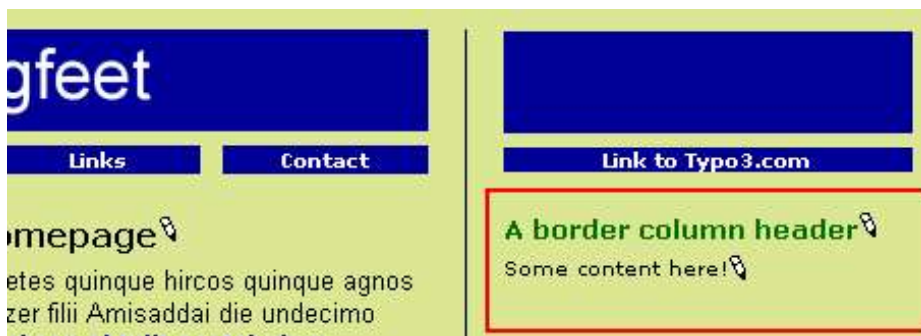 gfeet
Links Contact
omepage
etes quinque hircos quinque agnos
zer filii Amisaddai die undecimo
Link to Typo3.com
A border column header
Some content here!